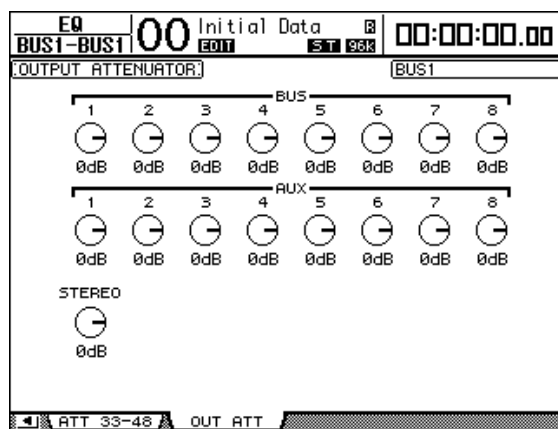 EQ
BUS1-BUS1
00
Initial Data
R
EDIT
ST
96k
00:00:00.00
OUTPUT ATTENUATOR
BUS1
BUS
1 2 3 4 5 6 7 8
0dB 0dB 0dB 0dB 0dB 0dB 0dB 0dB
AUX
1 2 3 4 5 6 7 8
0dB 0dB 0dB 0dB 0dB 0dB 0dB 0dB
STEREO
0dB
ATT 33-48 OUT ATT